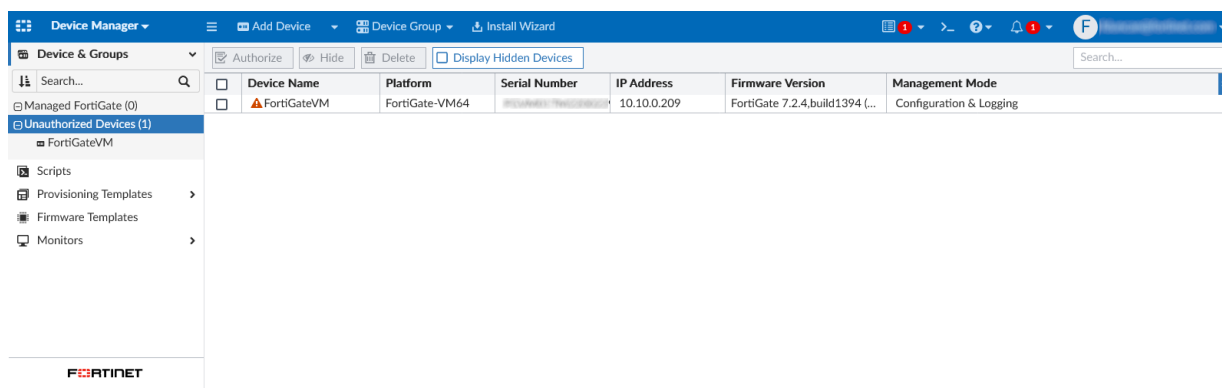 Device Manager Add Device Device Group Install Wizard 1 1 F
Device & Groups Authorize Hide Delete Display Hidden Devices Search...
Search... Device Name Platform Serial Number IP Address Firmware Version Management Mode
Managed FortiGate (0) FortiGateVM FortiGate-VM64 10.10.0.209 FortiGate 7.2.4,build1394 (... Configuration & Logging
Unauthorized Devices (1)
FortiGateVM
Scripts
Provisioning Templates
Firmware Templates
Monitors
FORTINET